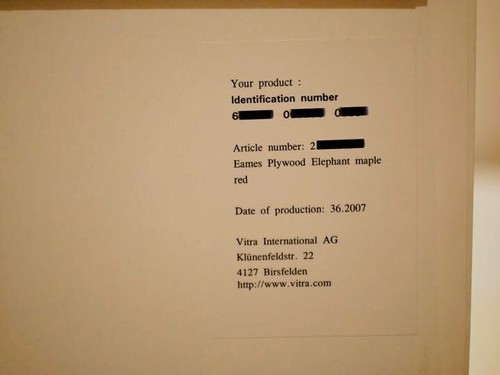 Your product :
Identification number
6 0 0
Article number: 2
Eames Plywood Elephant maple
red
Date of production: 36.2007
Vitra International AG
Klünenfeldstr. 22
4127 Birsfelden
http://www.vitra.com